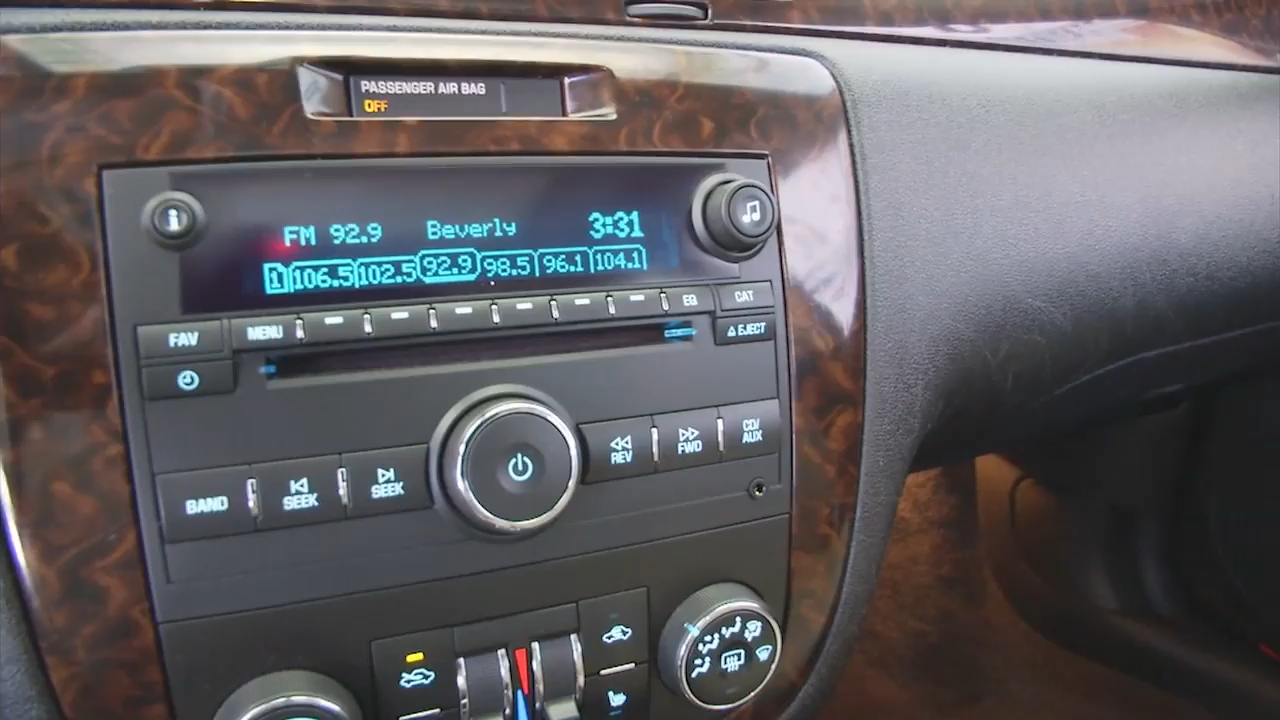 PASSENGER AIR BAG
OFF
FM 92.9 Beverly 3:31
1 106.5 102.5 92.9 98.5 96.1 104.1
FAV MENU EQ CAT
EJECT
BAND SEEK SEEK REV FWD CD/
AUX